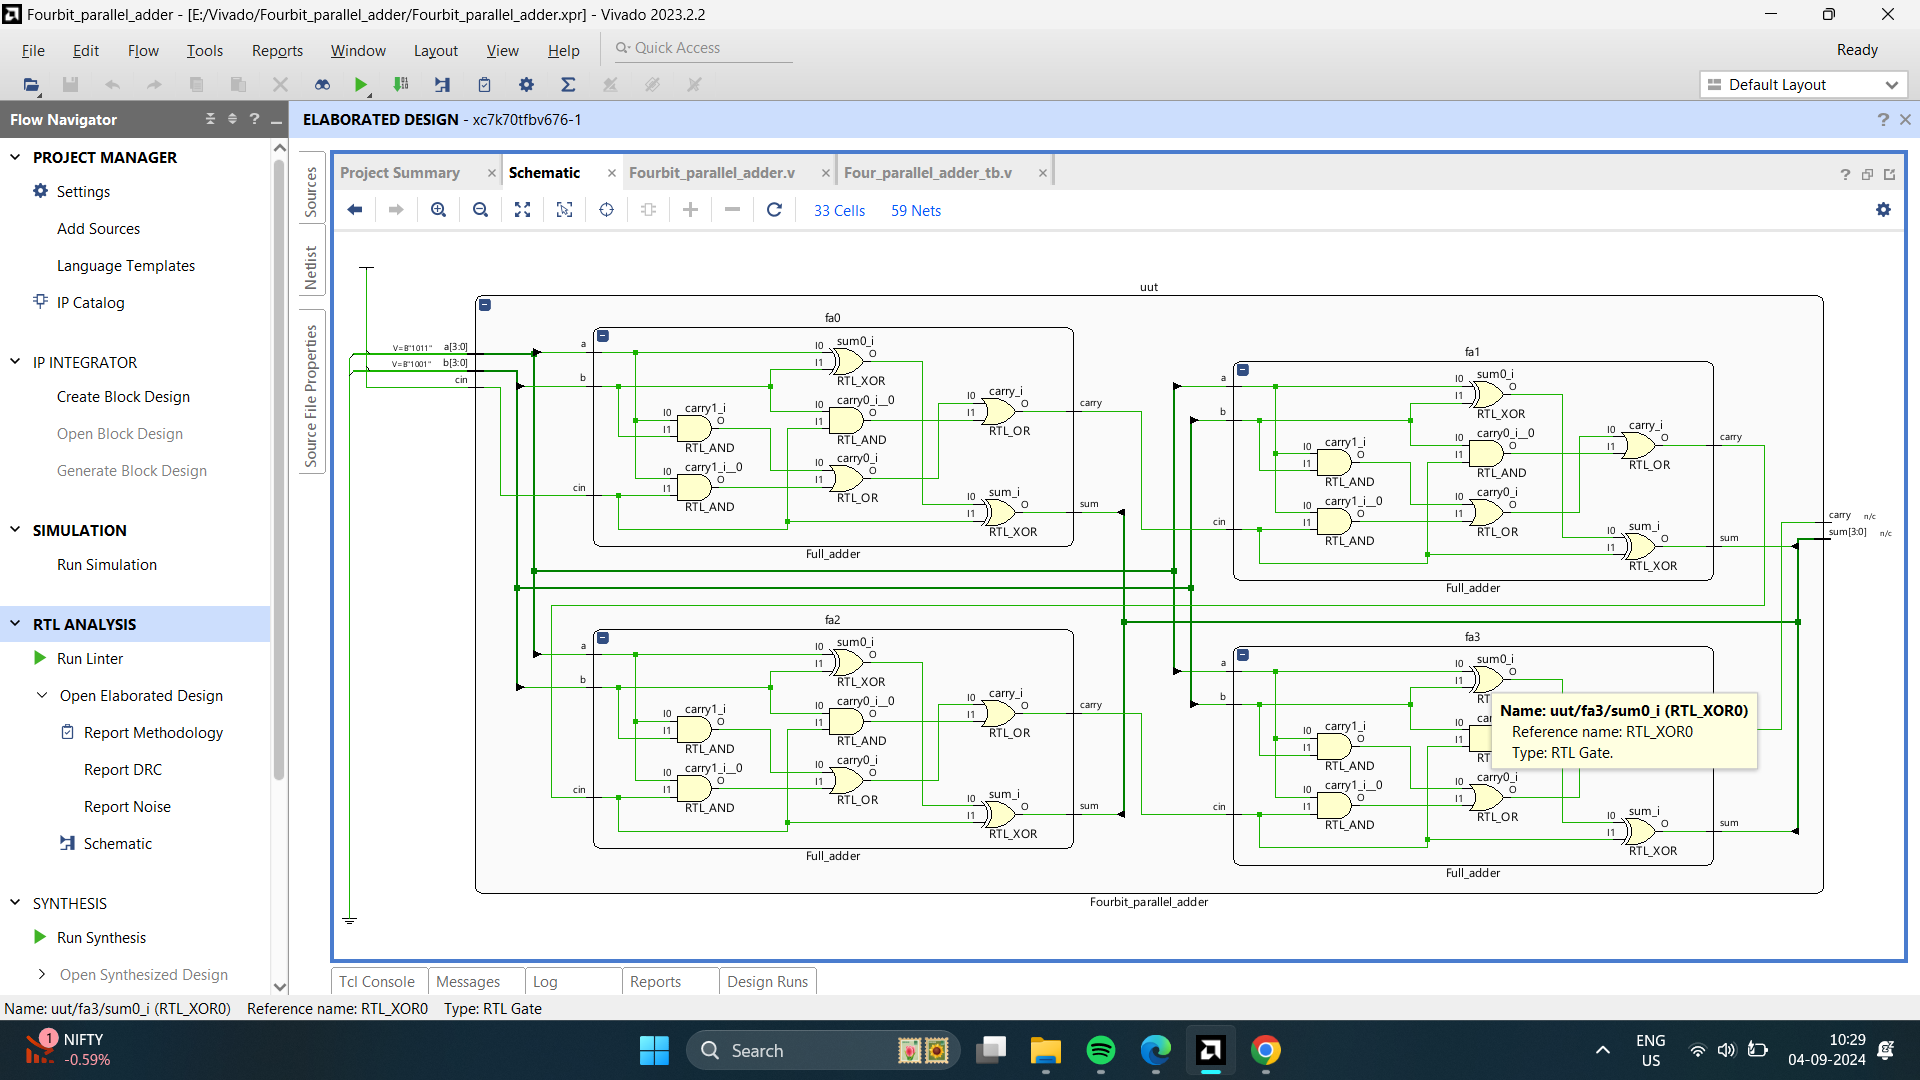 Fourbit_parallel_adder - [E:/Vivado/Fourbit_parallel_adder/Fourbit_parallel_adder.xpr] - Vivado 2023.2.2
File Edit Flow Tools Reports Window Layout View Help Quick Access Ready
Default Layout
Flow Navigator
ELABORATED DESIGN - xc7k70tfbv676-1
PROJECT MANAGER
Settings
Add Sources
Language Templates
IP Catalog
IP INTEGRATOR
Create Block Design
Open Block Design
Generate Block Design
SIMULATION
Run Simulation
RTL ANALYSIS
Run Linter
Open Elaborated Design
Report Methodology
Report DRC
Report Noise
Schematic
SYNTHESIS
Run Synthesis
Open Synthesized Design
Sources
Netlist
Source File Properties
Project Summary Schematic Fourbit_parallel_adder.v Four_parallel_adder_tb.v
33 Cells 59 Nets
uut
V=B"1011" a[3:0]
V=B"1001" b[3:0]
cin
fa0
a
b
cin
I0 sum0_i O
I1
RTL_XOR
I0 carry1_i O
I1
RTL_AND
I0 carry1_i__0 O
I1
RTL_AND
I0 carry0_i__0 O
I1
RTL_AND
I0 carry0_i O
I1
RTL_OR
I0 carry_i O
I1
RTL_OR
I0 sum_i O
I1
RTL_XOR
carry
sum
Full_adder
fa1
a
b
cin
I0 sum0_i O
I1
RTL_XOR
I0 carry1_i O
I1
RTL_AND
I0 carry1_i__0 O
I1
RTL_AND
I0 carry0_i__0 O
I1
RTL_AND
I0 carry0_i O
I1
RTL_OR
I0 carry_i O
I1
RTL_OR
I0 sum_i O
I1
RTL_XOR
carry
sum
Full_adder
carry n/c
sum[3:0] n/c
fa2
a
b
cin
I0 sum0_i O
I1
RTL_XOR
I0 carry1_i O
I1
RTL_AND
I0 carry1_i__0 O
I1
RTL_AND
I0 carry0_i__0 O
I1
RTL_AND
I0 carry0_i O
I1
RTL_OR
I0 carry_i O
I1
RTL_OR
I0 sum_i O
I1
RTL_XOR
carry
sum
Full_adder
fa3
a
b
cin
I0 sum0_i O
I1
RT
I0 carry1_i O
I1
RTL_AND
I0 carry1_i__0 O
I1
RTL_AND
I0 ca
I1
RT
I0 carry0_i O
I1
RTL_OR
I0 sum_i O
I1
RTL_XOR
sum
Full_adder
Name: uut/fa3/sum0_i (RTL_XOR0)
Reference name: RTL_XOR0
Type: RTL Gate.
Fourbit_parallel_adder
Tcl Console Messages Log Reports Design Runs
Name: uut/fa3/sum0_i (RTL_XOR0) Reference name: RTL_XOR0 Type: RTL Gate
1 NIFTY
-0.59%
Search
ENG
US
10:29
04-09-2024